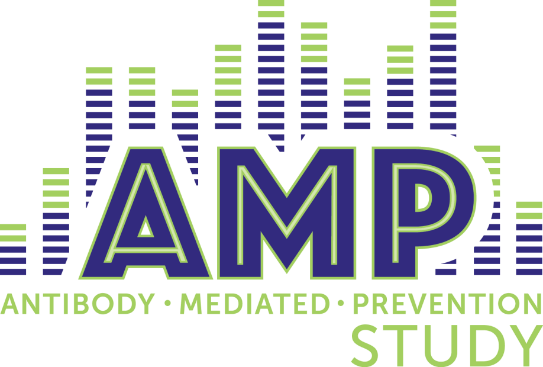 AMP
ANTIBODY · MEDIATED · PREVENTION
STUDY